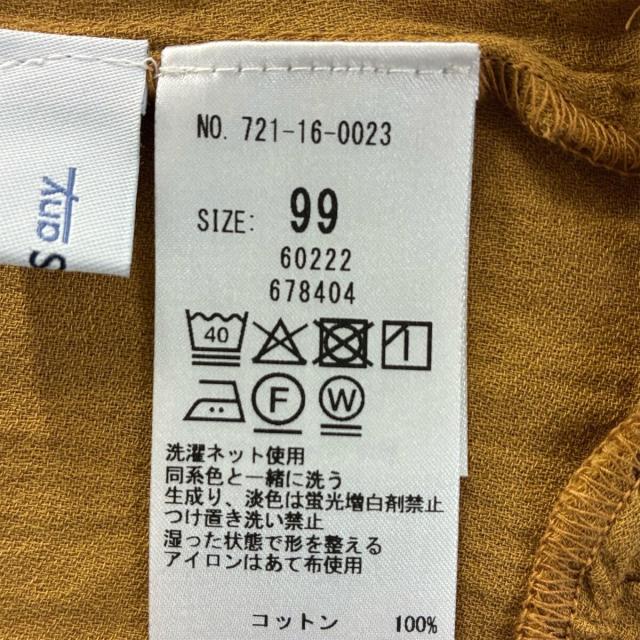 NO. 721-16-0023
SIZE: 99
60222
678404
40
F W
洗濯ネット使用
同系色と一緒に洗う
生成り、淡色は蛍光増白剤禁止
つけ置き洗い禁止
湿った状態で形を整える
アイロンはあて布使用
コットン 100%
S any